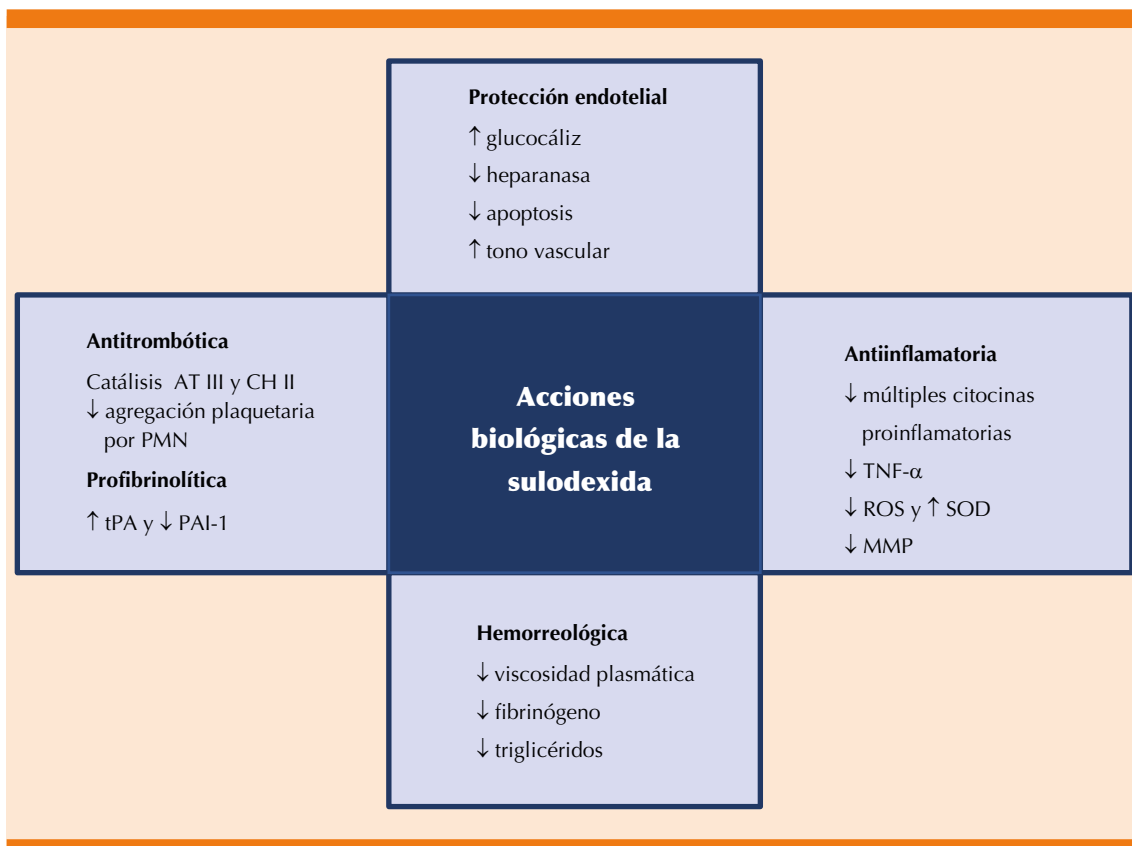 Protección endotelial
↑ glucocáliz
↓ heparanasa
↓ apoptosis
↑ tono vascular
Antitrombótica
Catálisis AT III y CH II
↓ agregación plaquetaria
por PMN
Profibrinolítica
↑ tPA y ↓ PAI-1
Acciones
biológicas de la
sulodexida
Antiinflamatoria
↓ múltiples citocinas
proinflamatorias
↓ TNF-α
↓ ROS y ↑ SOD
↓ MMP
Hemorreológica
↓ viscosidad plasmática
↓ fibrinógeno
↓ triglicéridos